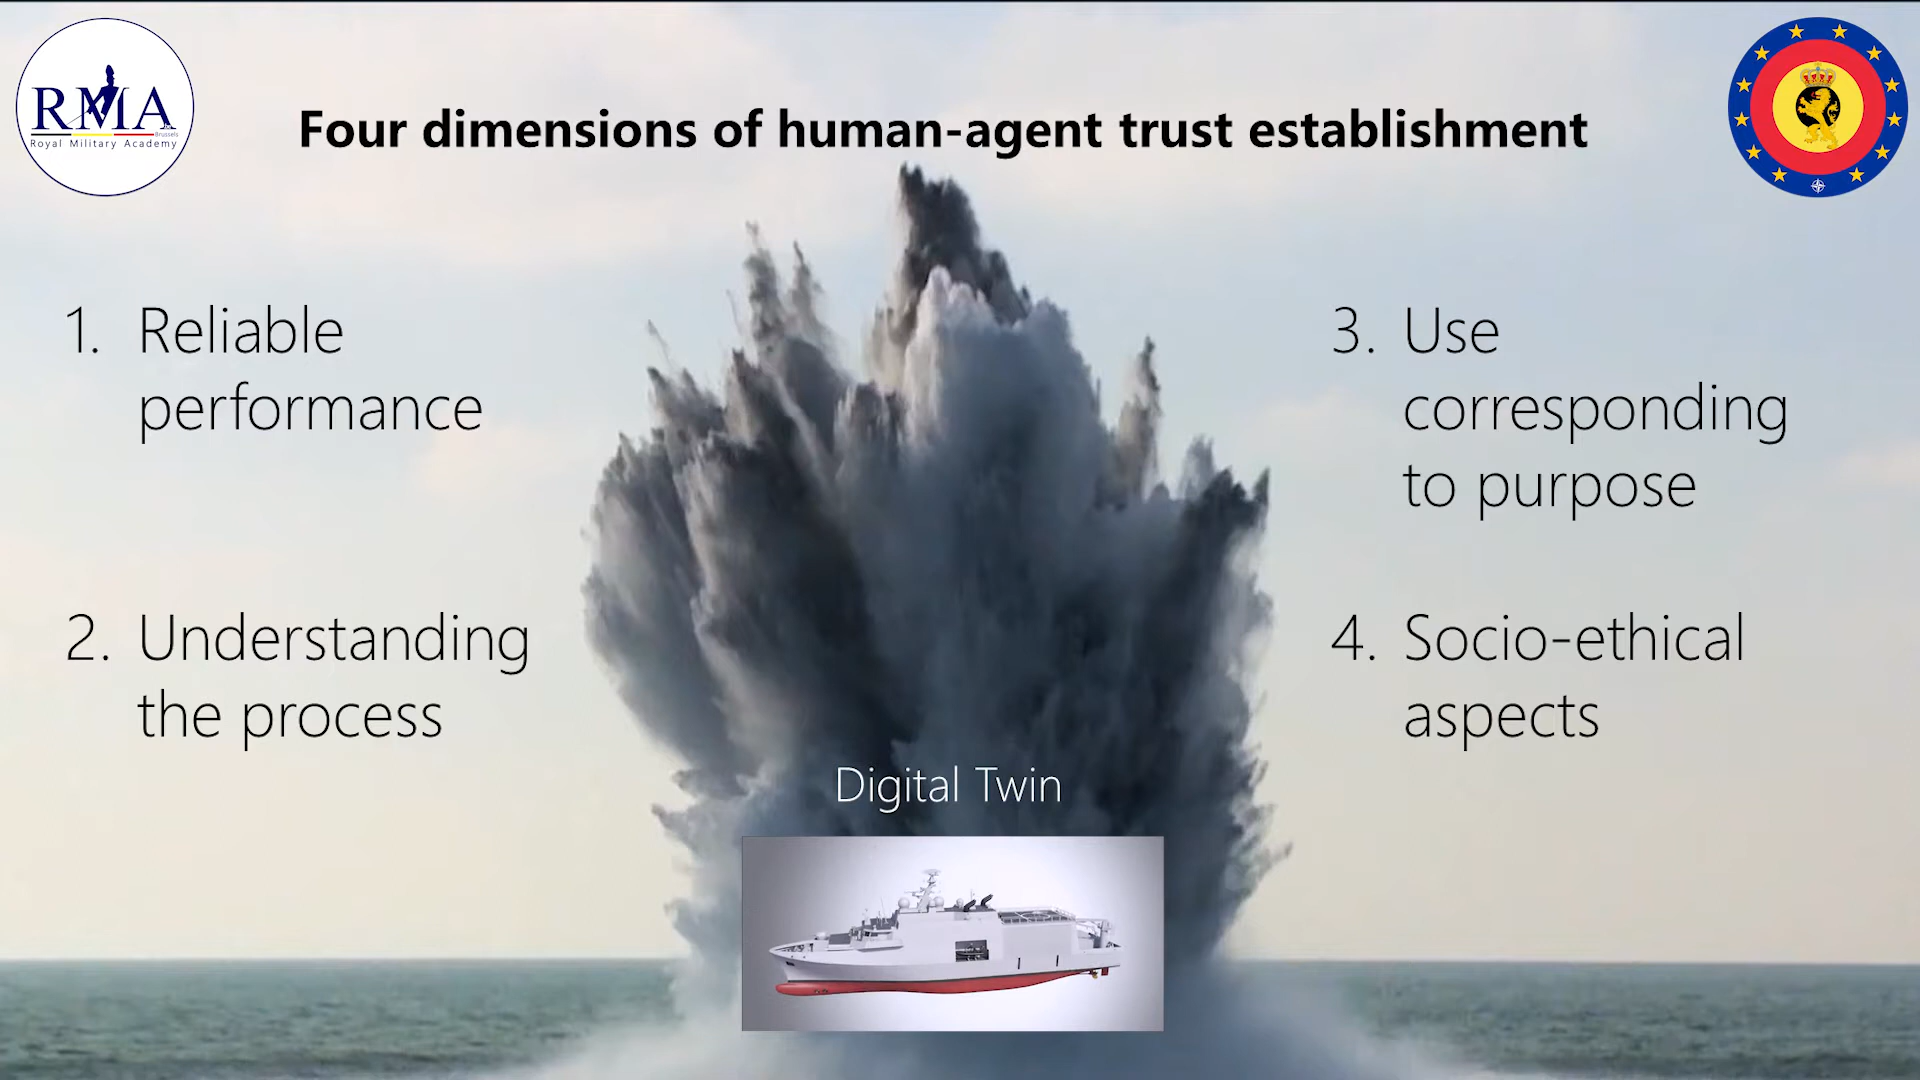 RMA
Brussels
Royal Military Academy
Four dimensions of human-agent trust establishment
1. Reliable
performance
2. Understanding
the process
3. Use
corresponding
to purpose
4. Socio-ethical
aspects
Digital Twin